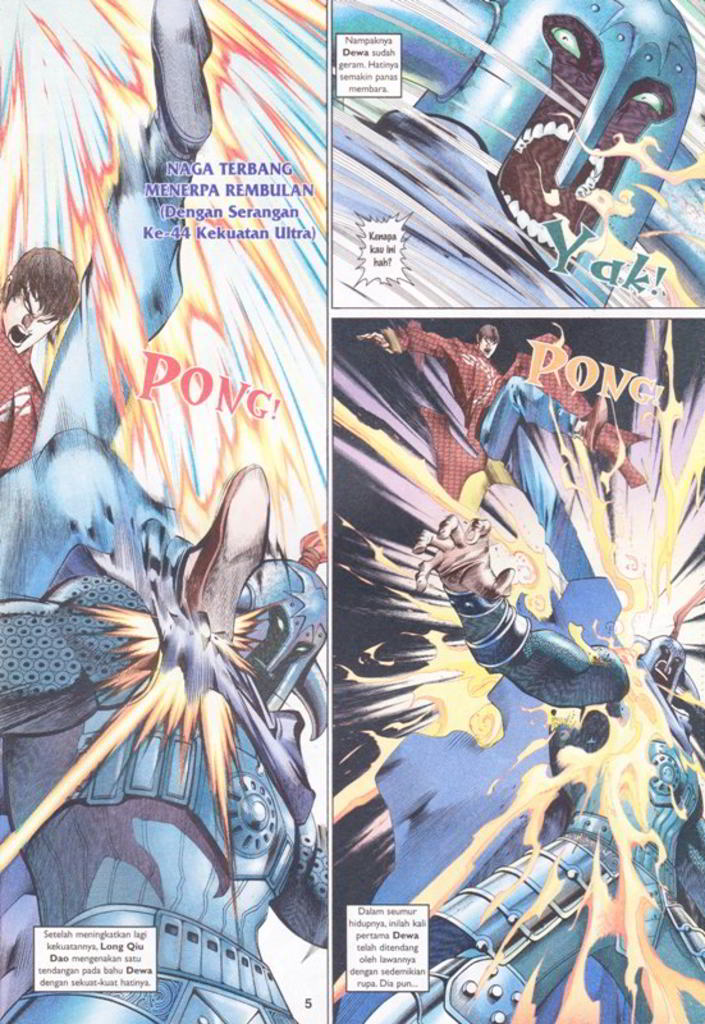 NAGA TERBANG
MENERPA REMBULAN
(Dengan Serangan
Ke-44 Kekuatan Ultra)
PONG!
Setelah meningkatkan lagi
kekuatannya, Long Qiu
Dao mengenakan satu
tendangan pada bahu Dewa
dengan sekuat-kuat hatinya.
5
Nampaknya
Dewa sudah
geram. Hatinya
semakin panas
membara.
Kenapa
kau ini
hah?
Yak!
PONG!
Dalam seumur
hidupnya, inilah kali
pertama Dewa
telah ditendang
oleh lawannya
dengan sedemikian
rupa. Dia pun...